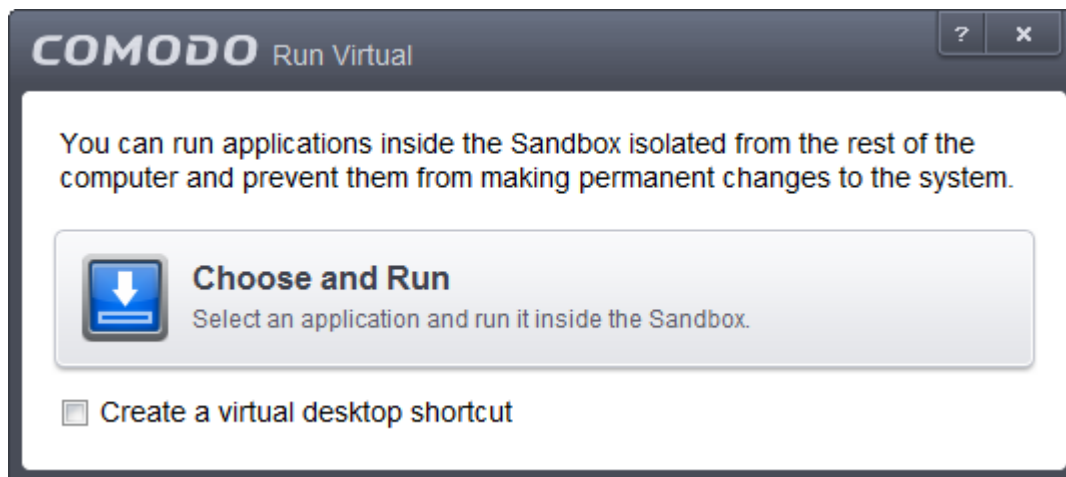 COMODO Run Virtual
? ×
You can run applications inside the Sandbox isolated from the rest of the
computer and prevent them from making permanent changes to the system.
Choose and Run
Select an application and run it inside the Sandbox.
Create a virtual desktop shortcut